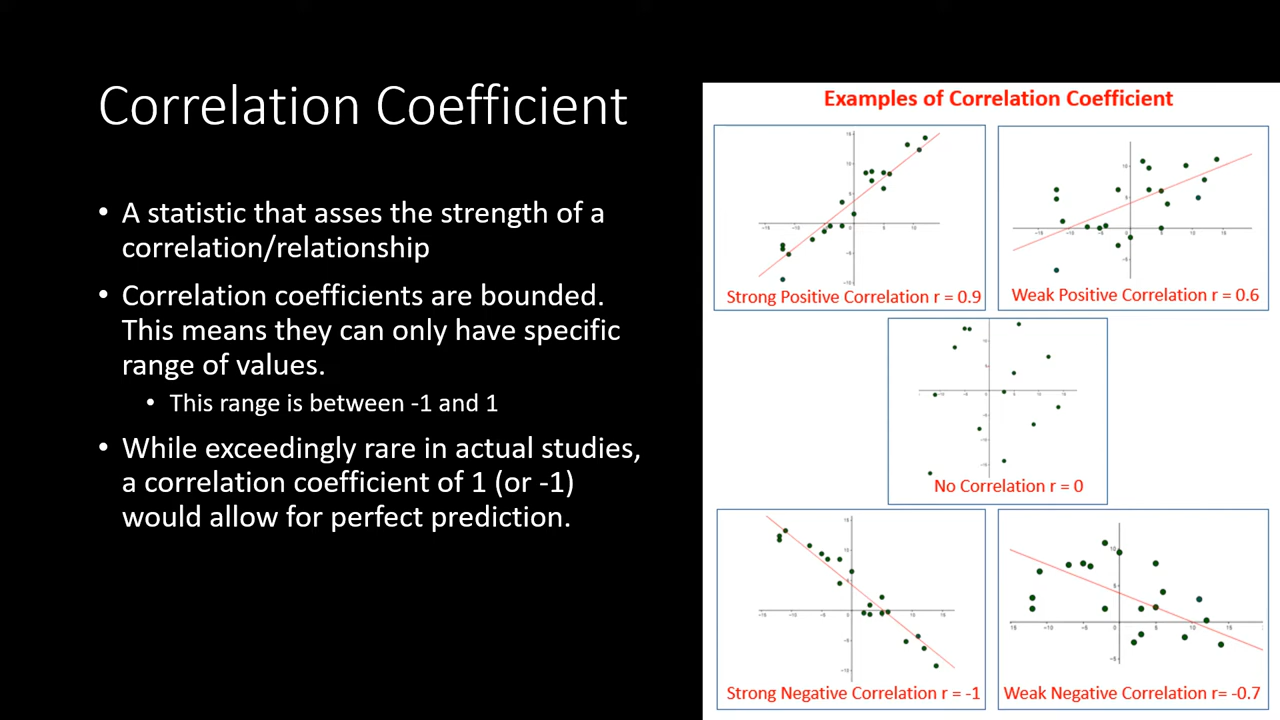 Correlation Coefficient
• A statistic that asses the strength of a
correlation/relationship
• Correlation coefficients are bounded.
This means they can only have specific
range of values.
• This range is between -1 and 1
• While exceedingly rare in actual studies,
a correlation coefficient of 1 (or -1)
would allow for perfect prediction.
Examples of Correlation Coefficient
Strong Positive Correlation r = 0.9
Weak Positive Correlation r = 0.6
No Correlation r = 0
Strong Negative Correlation r = -1
Weak Negative Correlation r= -0.7